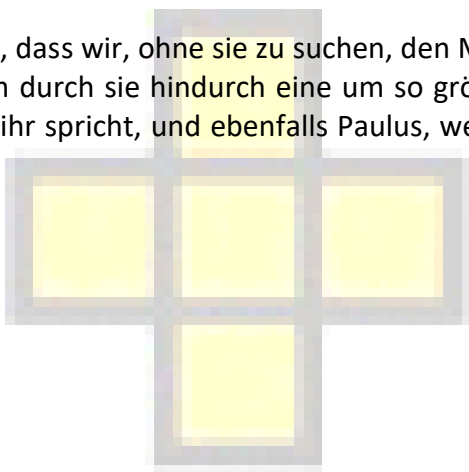 , dass wir, ohne sie zu suchen, den
durch sie hindurch eine um so
ihr spricht, und ebenfalls Paulus,